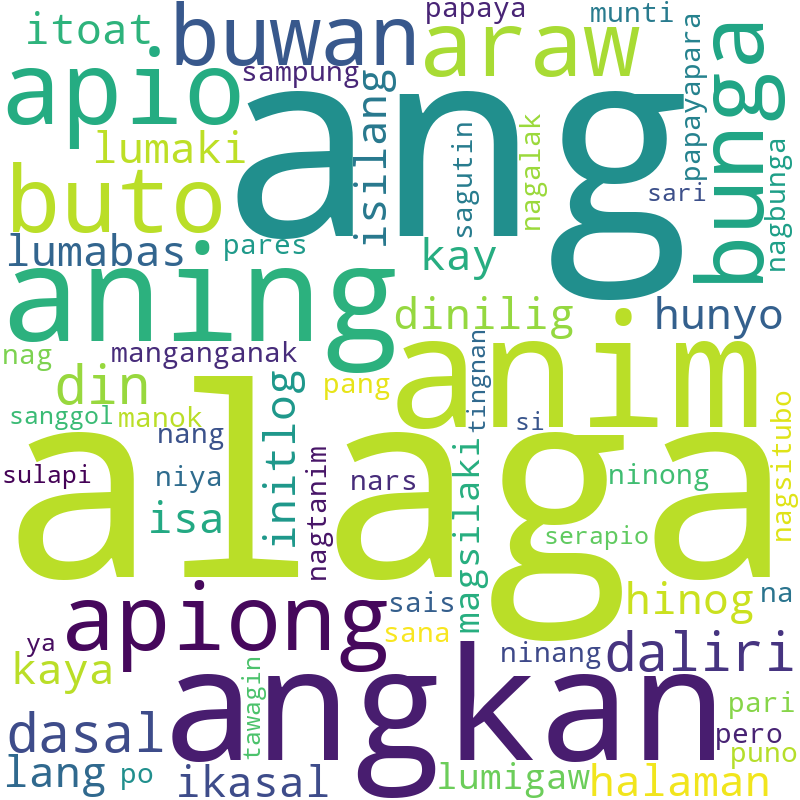 papaya
munti
itoat
buwan
araw
bunga
apio
sampung
ang
isilang
papayapara
lumaki
sagutin
nagalak
nagbunga
buto
sari
lumabas
pares
kay
aning
dinilig
hunyo
nag
manganganak
anim
din
pang
tingnan
initlog
sanggol
manok
si
nagsitubo
alaga
nang
magsilaki
sulapi
niya
nars
ninong
nagtanim
isa
serapio
apiong
sais
hinog
na
ya
sana
ninang
daliri
kaya
tawagin
angkan
pari
dasal
pero
puno
lang
po
ikasal
lumigaw
halaman